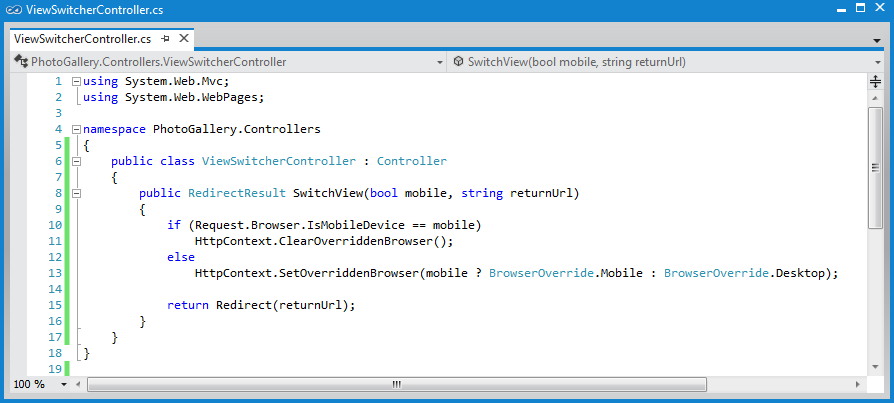 ViewSwitcherController.cs
ViewSwitcherController.cs
PhotoGallery.Controllers.ViewSwitcherController SwitchView(bool mobile, string returnUrl)
1 using System.Web.Mvc;
2 using System.Web.WebPages;
3
4 namespace PhotoGallery.Controllers
5 {
6     public class ViewSwitcherController : Controller
7     {
8         public RedirectResult SwitchView(bool mobile, string returnUrl)
9         {
10             if (Request.Browser.IsMobileDevice == mobile)
11                 HttpContext.ClearOverriddenBrowser();
12             else
13                 HttpContext.SetOverriddenBrowser(mobile ? BrowserOverride.Mobile : BrowserOverride.Desktop);
14
15             return Redirect(returnUrl);
16         }
17     }
18 }
19
100 %